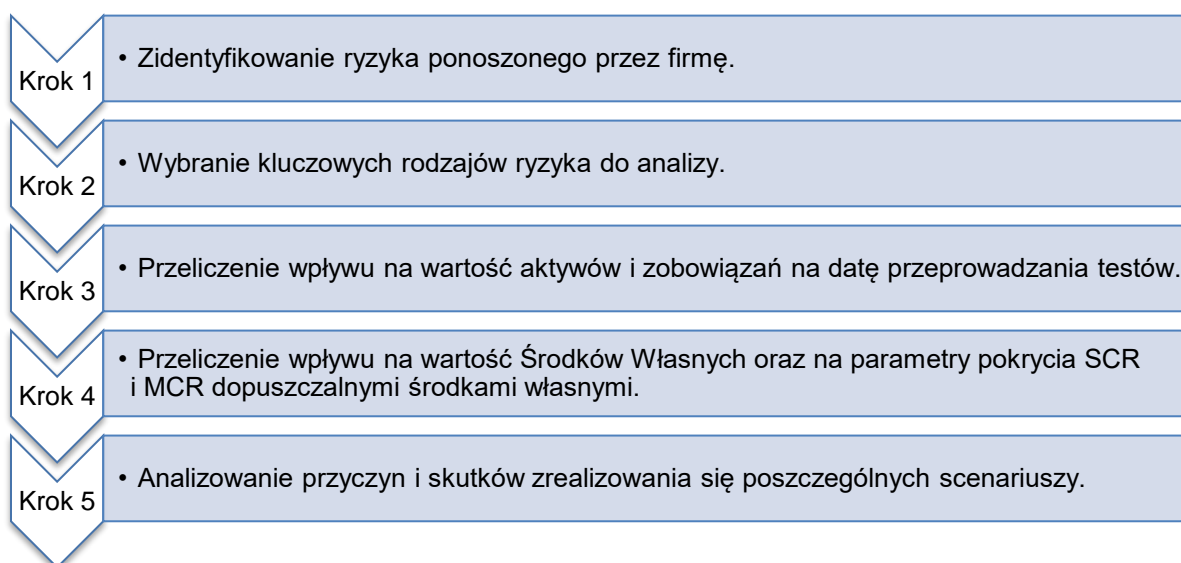 Krok 1
• Zidentyfikowanie ryzyka ponoszonego przez firmę.
Krok 2
• Wybranie kluczowych rodzajów ryzyka do analizy.
Krok 3
• Przeliczenie wpływu na wartość aktywów i zobowiązań na datę przeprowadzania testów.
Krok 4
• Przeliczenie wpływu na wartość Środków Własnych oraz na parametry pokrycia SCR
i MCR dopuszczalnymi środkami własnymi.
Krok 5
• Analizowanie przyczyn i skutków zrealizowania się poszczególnych scenariuszy.